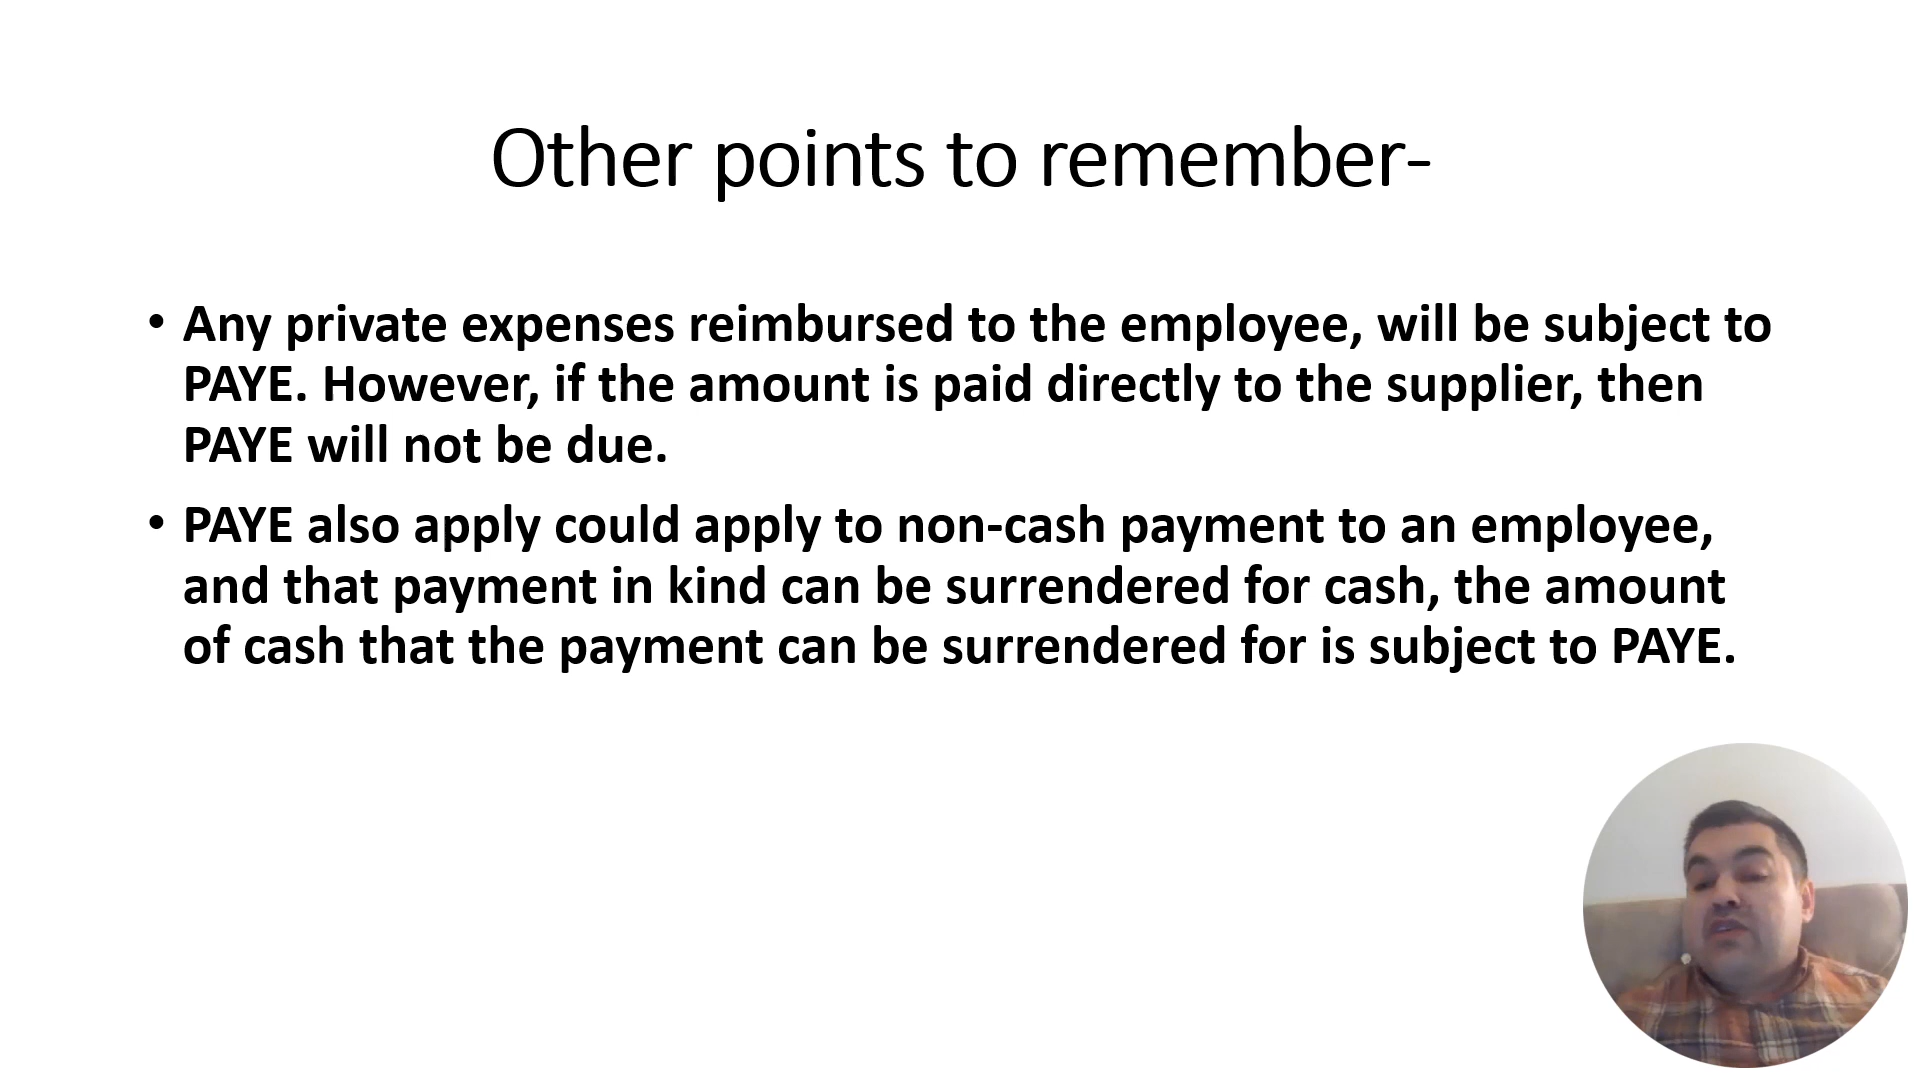 Other points to remember-
• Any private expenses reimbursed to the employee, will be subject to
PAYE. However, if the amount is paid directly to the supplier, then
PAYE will not be due.
• PAYE also apply could apply to non-cash payment to an employee,
and that payment in kind can be surrendered for cash, the amount
of cash that the payment can be surrendered for is subject to PAYE.